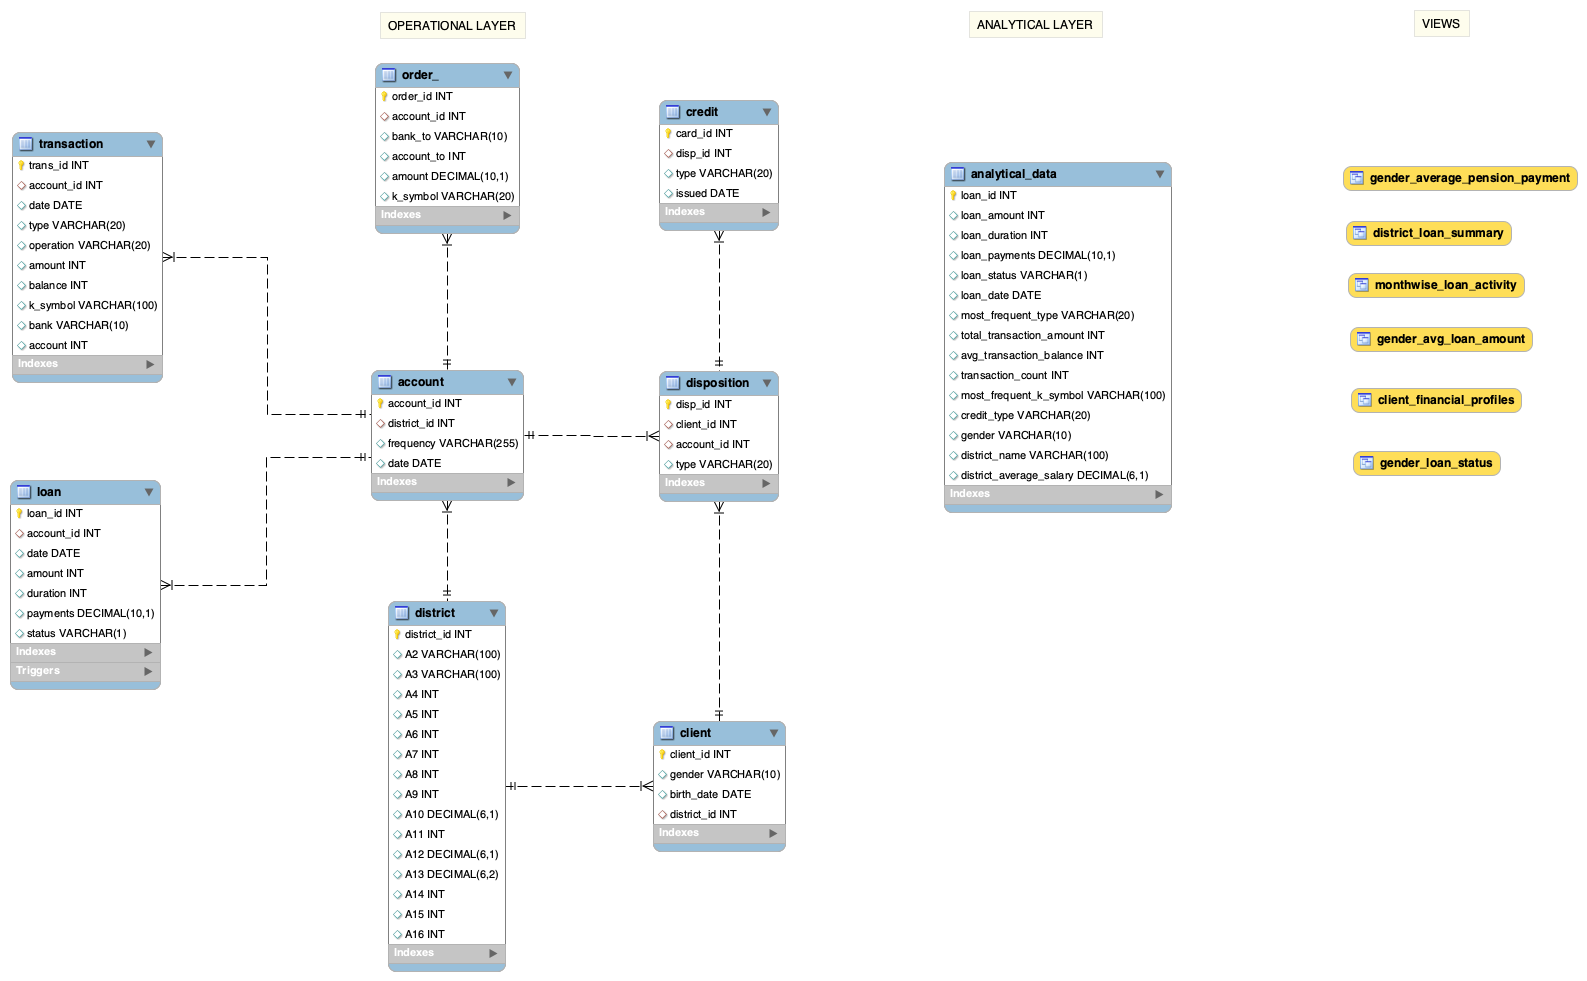 OPERATIONAL LAYER
ANALYTICAL LAYER
VIEWS
order_
order_id INT
account_id INT
bank_to VARCHAR(10)
account_to INT
amount DECIMAL(10,1)
k_symbol VARCHAR(20)
Indexes
credit
card_id INT
disp_id INT
type VARCHAR(20)
issued DATE
Indexes
transaction
trans_id INT
account_id INT
date DATE
type VARCHAR(20)
operation VARCHAR(20)
amount INT
balance INT
k_symbol VARCHAR(100)
bank VARCHAR(10)
account INT
Indexes
account
account_id INT
district_id INT
frequency VARCHAR(255)
date DATE
Indexes
disposition
disp_id INT
client_id INT
account_id INT
type VARCHAR(20)
Indexes
loan
loan_id INT
account_id INT
date DATE
amount INT
duration INT
payments DECIMAL(10,1)
status VARCHAR(1)
Indexes
Triggers
district
district_id INT
A2 VARCHAR(100)
A3 VARCHAR(100)
A4 INT
A5 INT
A6 INT
A7 INT
A8 INT
A9 INT
A10 DECIMAL(6,1)
A11 INT
A12 DECIMAL(6,1)
A13 DECIMAL(6,2)
A14 INT
A15 INT
A16 INT
Indexes
client
client_id INT
gender VARCHAR(10)
birth_date DATE
district_id INT
Indexes
analytical_data
loan_id INT
loan_amount INT
loan_duration INT
loan_payments DECIMAL(10,1)
loan_status VARCHAR(1)
loan_date DATE
most_frequent_type VARCHAR(20)
total_transaction_amount INT
avg_transaction_balance INT
transaction_count INT
most_frequent_k_symbol VARCHAR(100)
credit_type VARCHAR(20)
gender VARCHAR(10)
district_name VARCHAR(100)
district_average_salary DECIMAL(6,1)
Indexes
gender_average_pension_payment
district_loan_summary
monthwise_loan_activity
gender_avg_loan_amount
client_financial_profiles
gender_loan_status